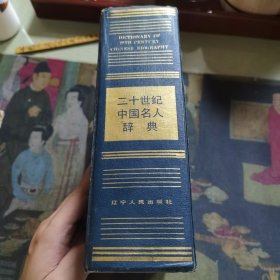 DICTIONARY OF
20TH CENTURY
CHINESE BIOGRAPHY
二十世纪
中国名人
辞典
辽宁人民出版社